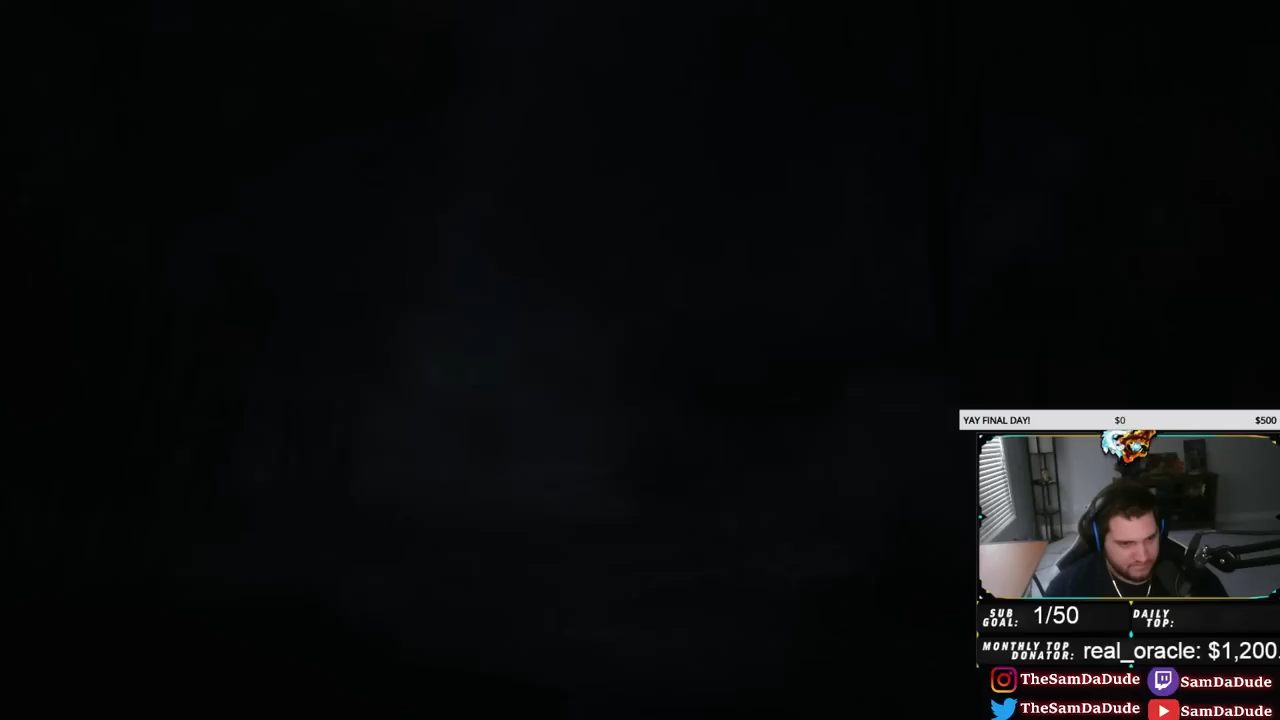 YAY FINAL DAY! $0 $500
SUB GOAL: 1/50 DAILY TOP:
MONTHLY TOP DONATOR: real_oracle: $1,200.
TheSamDaDude SamDaDude
TheSamDaDude SamDaDude